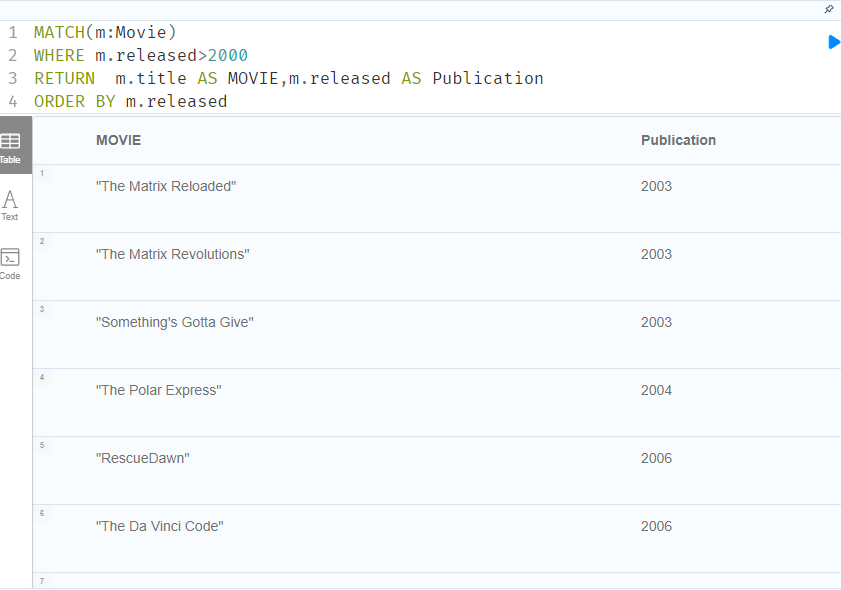 1 MATCH(m:Movie)
2 WHERE m.released>2000
3 RETURN  m.title AS MOVIE,m.released AS Publication
4 ORDER BY m.released
Table
Text
Code
MOVIE Publication
1 "The Matrix Reloaded" 2003
2 "The Matrix Revolutions" 2003
3 "Something's Gotta Give" 2003
4 "The Polar Express" 2004
5 "RescueDawn" 2006
6 "The Da Vinci Code" 2006
7